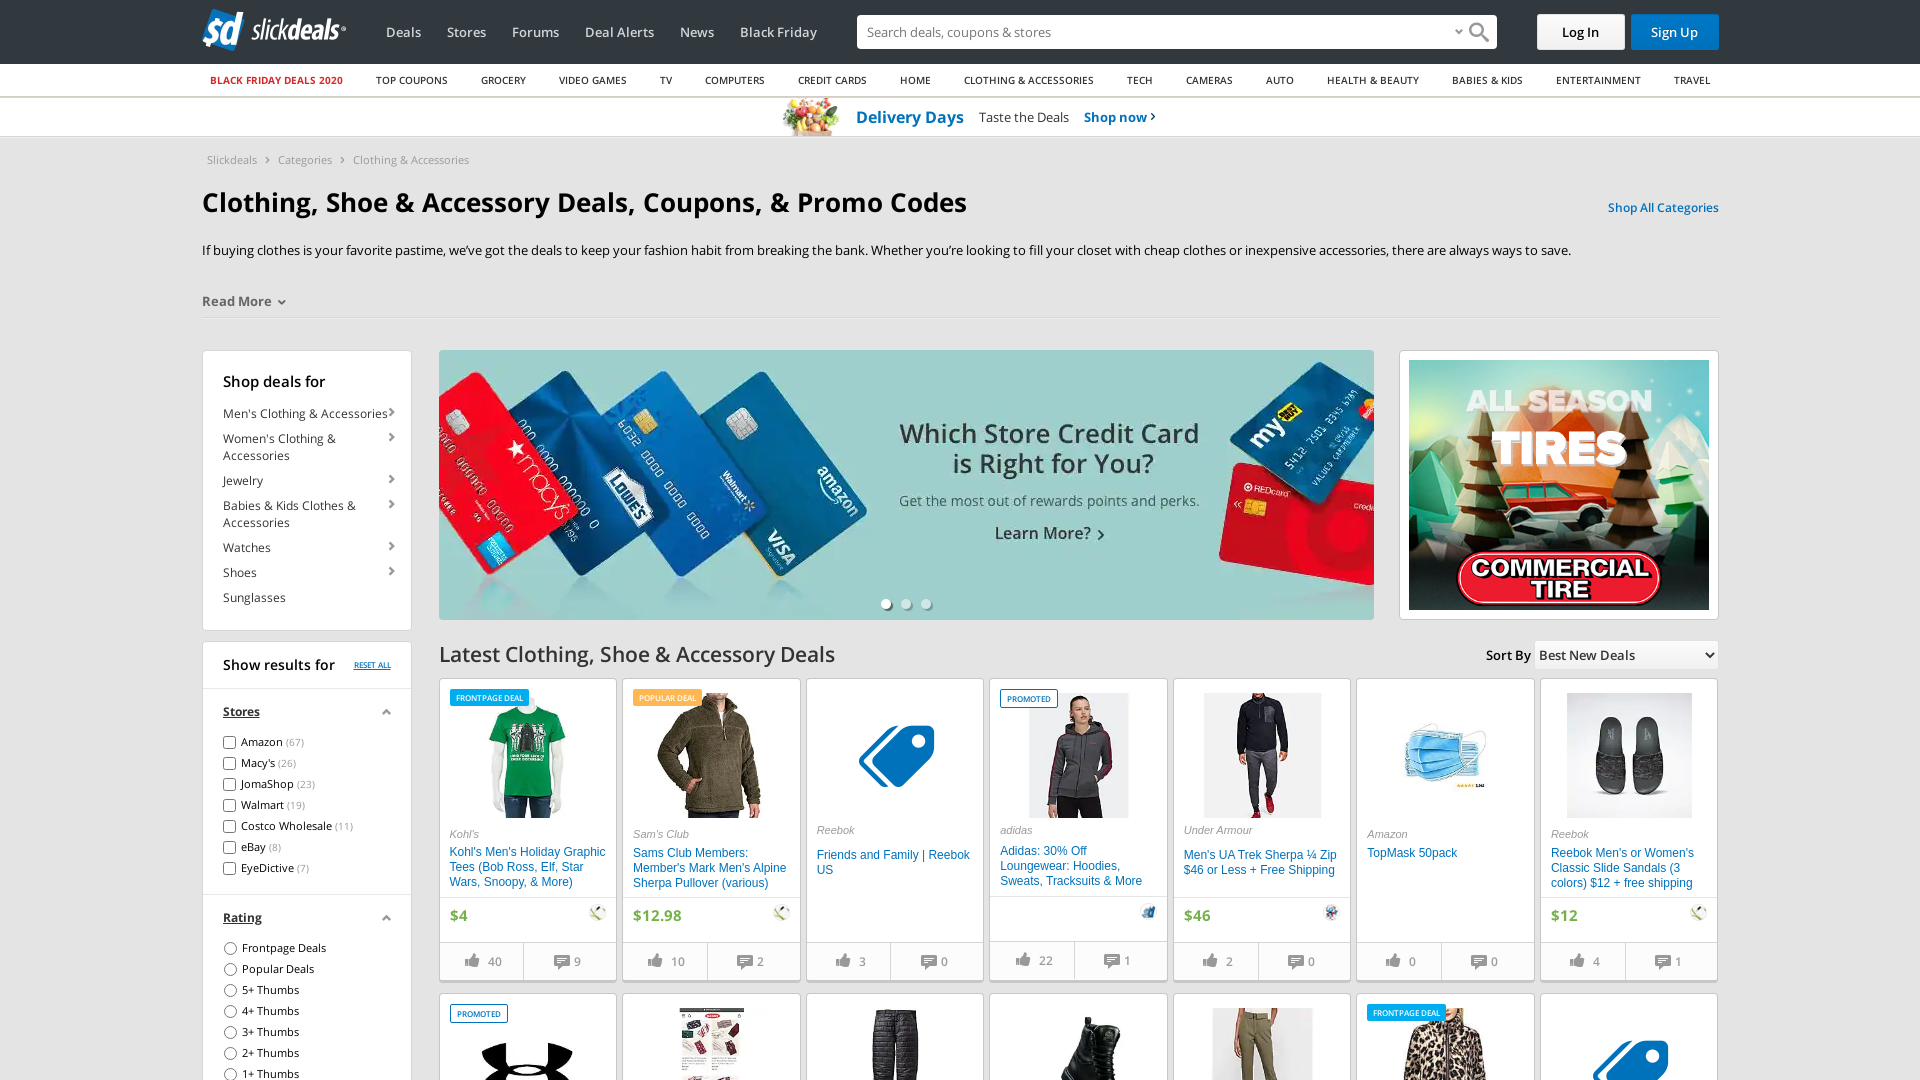 $d slickdeals
Deals
Stores
Forums
Deal Alerts
News
Black Friday
Search deals, coupons & stores
Log In
Sign Up
BLACK FRIDAY DEALS 2020
TOP COUPONS
GROCERY
VIDEO GAMES
TV
COMPUTERS
CREDIT CARDS
HOME
CLOTHING & ACCESSORIES
TECH
CAMERAS
AUTO
HEALTH & BEAUTY
BABIES & KIDS
ENTERTAINMENT
TRAVEL
Delivery Days Taste the Deals Shop now
Slickdeals › Categories › Clothing & Accessories
Clothing, Shoe & Accessory Deals, Coupons, & Promo Codes
Shop All Categories
If buying clothes is your favorite pastime, we’ve got the deals to keep your fashion habit from breaking the bank. Whether you’re looking to fill your closet with cheap clothes or inexpensive accessories, there are always ways to save.
Read More
Shop deals for
Men's Clothing & Accessories
Women's Clothing &
Accessories
Jewelry
Babies & Kids Clothes &
Accessories
Watches
Shoes
Sunglasses
macy's
LOWE'S
Walmart
amazon
VISA
Which Store Credit Card
is Right for You?
Get the most out of rewards points and perks.
Learn More?
my BEST BUY
REDcard
ALL SEASON
TIRES
COMMERCIAL
TIRE
Show results for
RESET ALL
Stores
Amazon (67)
Macy's (26)
JomaShop (23)
Walmart (19)
Costco Wholesale (11)
eBay (8)
EyeDictive (7)
Rating
Frontpage Deals
Popular Deals
5+ Thumbs
4+ Thumbs
3+ Thumbs
2+ Thumbs
1+ Thumbs
Latest Clothing, Shoe & Accessory Deals
Sort By Best New Deals
FRONTPAGE DEAL
Kohl's
Kohl's Men's Holiday Graphic
Tees (Bob Ross, Elf, Star
Wars, Snoopy, & More)
$4
40
9
POPULAR DEAL
Sam's Club
Sams Club Members:
Member's Mark Men's Alpine
Sherpa Pullover (various)
$12.98
10
2
Reebok
Friends and Family | Reebok
US
3
0
PROMOTED
adidas
Adidas: 30% Off
Loungewear: Hoodies,
Sweats, Tracksuits & More
22
1
Under Armour
Men's UA Trek Sherpa ¼ Zip
$46 or Less + Free Shipping
$46
2
0
Amazon
TopMask 50pack
0
0
Reebok
Reebok Men's or Women's
Classic Slide Sandals (3
colors) $12 + free shipping
$12
4
1
PROMOTED
FRONTPAGE DEAL